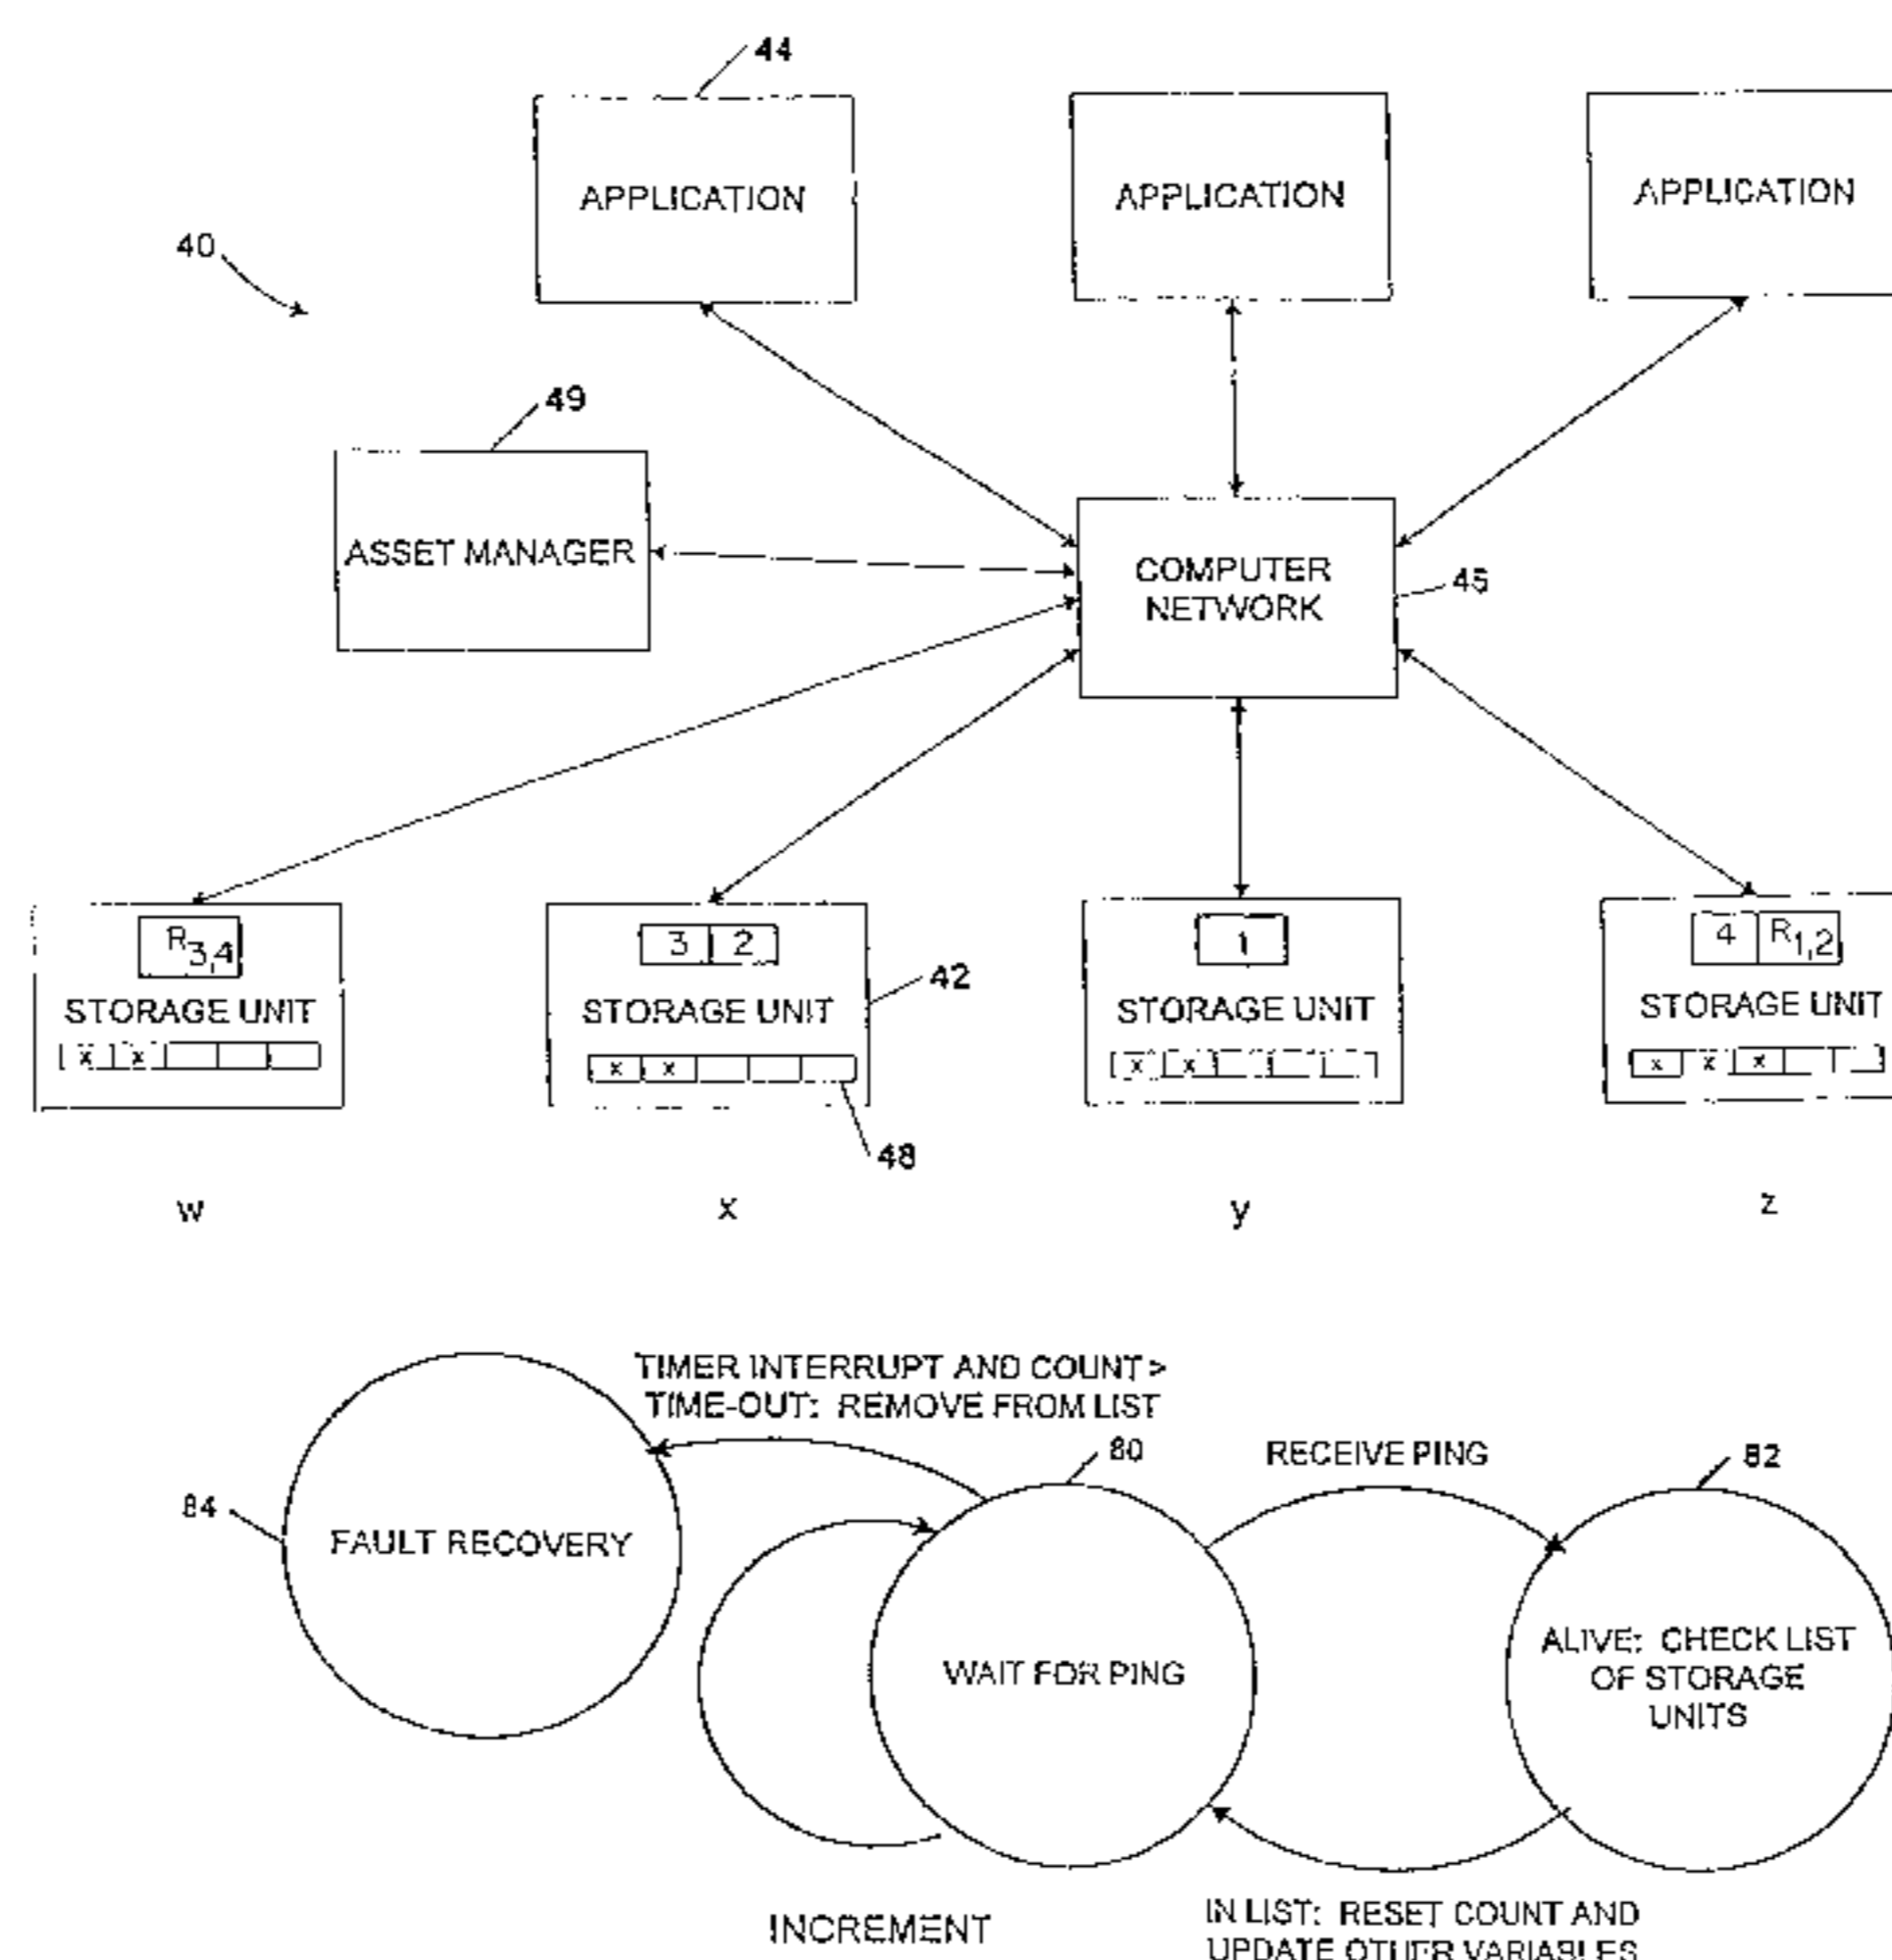 44
APPLICATION
APPLICATION
APPLICATION
40
49
ASSET MANAGER
COMPUTER
NETWORK
R3,4
STORAGE UNIT
x x
3 2
STORAGE UNIT
x x
42
48
1
STORAGE UNIT
x x
4 R1,2
STORAGE UNIT
x x x
w
x
y
z
TIMER INTERRUPT AND COUNT >
TIME-OUT: REMOVE FROM LIST
80
RECEIVE PING
82
84
FAULT RECOVERY
WAIT FOR PING
ALIVE: CHECK LIST
OF STORAGE
UNITS
INCREMENT
IN LIST: RESET COUNT AND
UPDATE OTHER VARIABLES